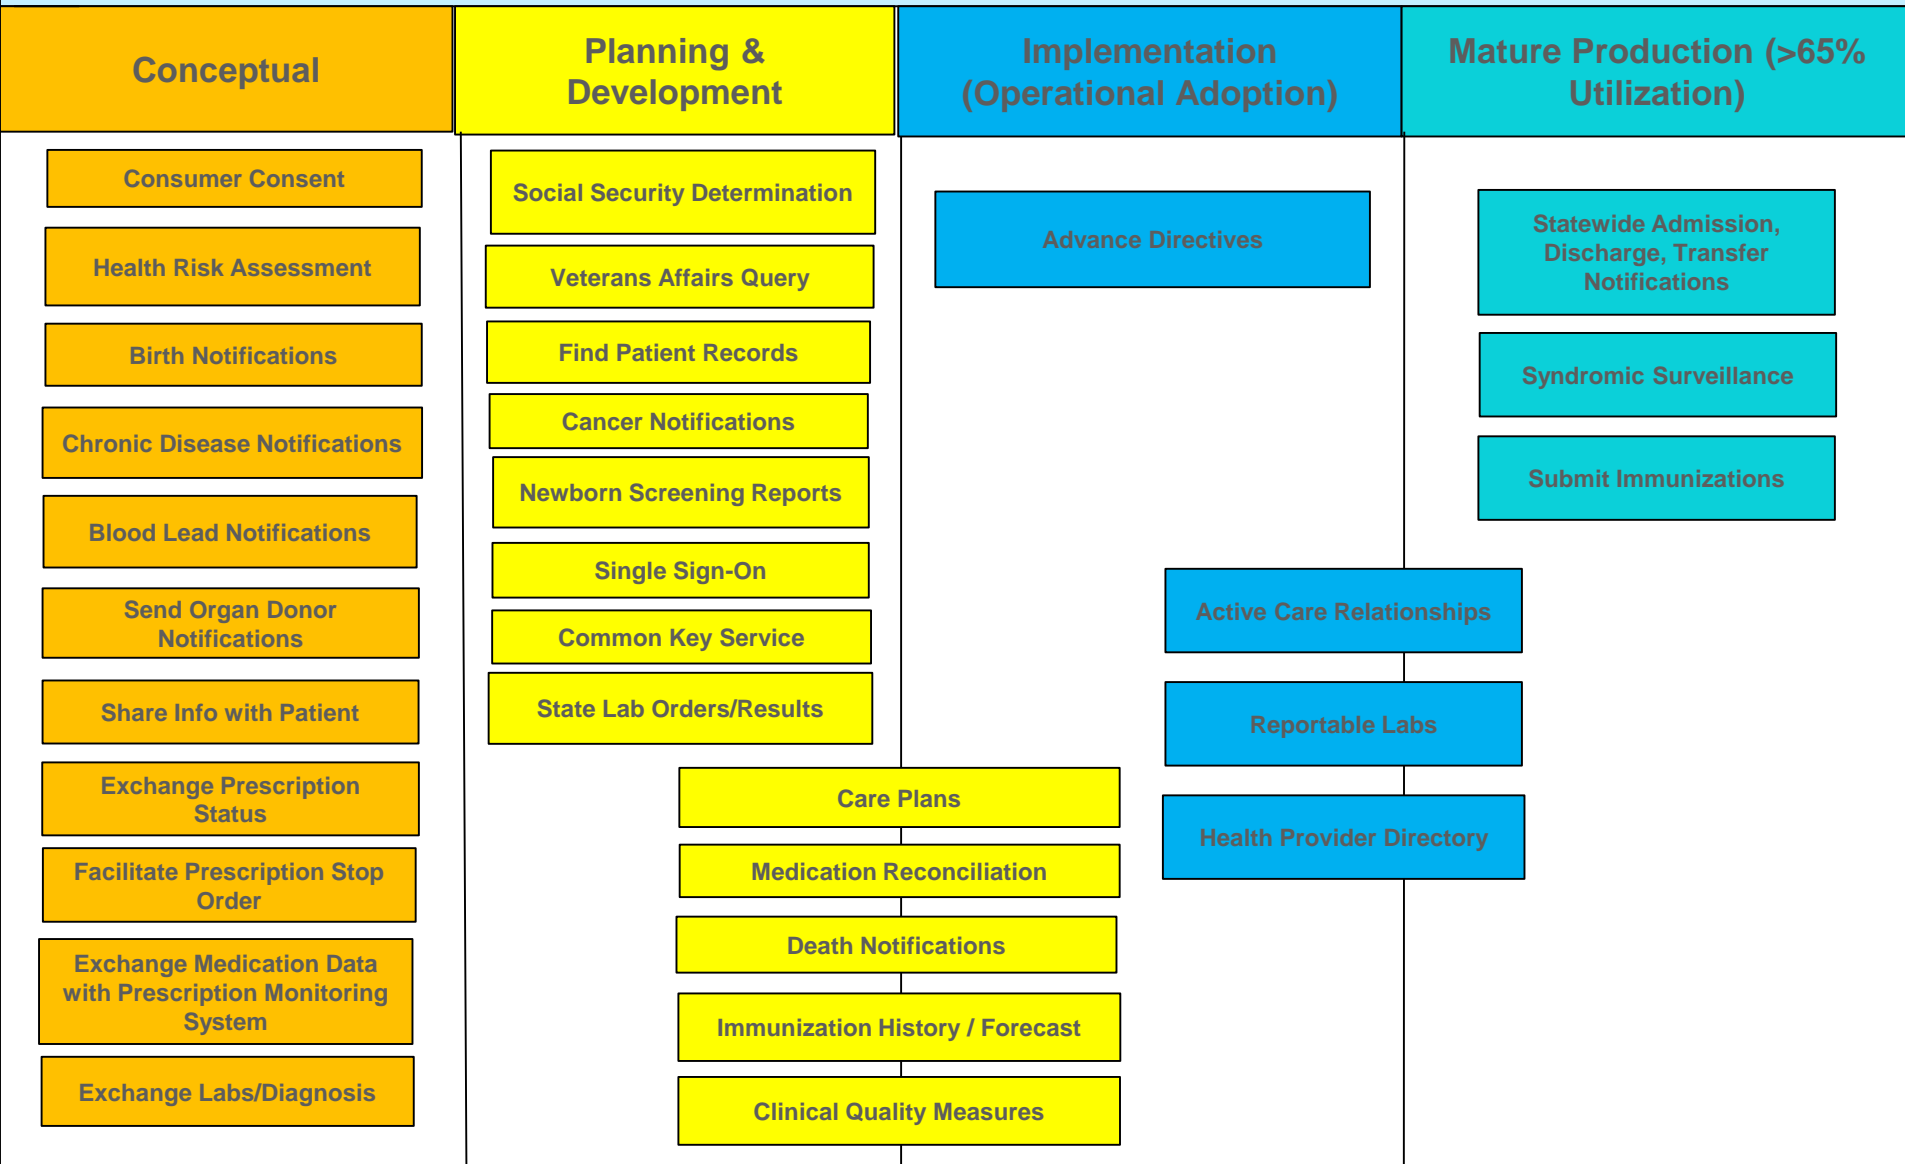 Conceptual
Planning &
Development
Implementation
(Operational Adoption)
Mature Production (>65%
Utilization)
Consumer Consent
Health Risk Assessment
Birth Notifications
Chronic Disease Notifications
Blood Lead Notifications
Send Organ Donor
Notifications
Share Info with Patient
Exchange Prescription
Status
Facilitate Prescription Stop
Order
Exchange Medication Data
with Prescription Monitoring
System
Exchange Labs/Diagnosis
Social Security Determination
Veterans Affairs Query
Find Patient Records
Cancer Notifications
Newborn Screening Reports
Single Sign-On
Common Key Service
State Lab Orders/Results
Care Plans
Medication Reconciliation
Death Notifications
Immunization History / Forecast
Clinical Quality Measures
Advance Directives
Active Care Relationships
Reportable Labs
Health Provider Directory
Statewide Admission,
Discharge, Transfer
Notifications
Syndromic Surveillance
Submit Immunizations